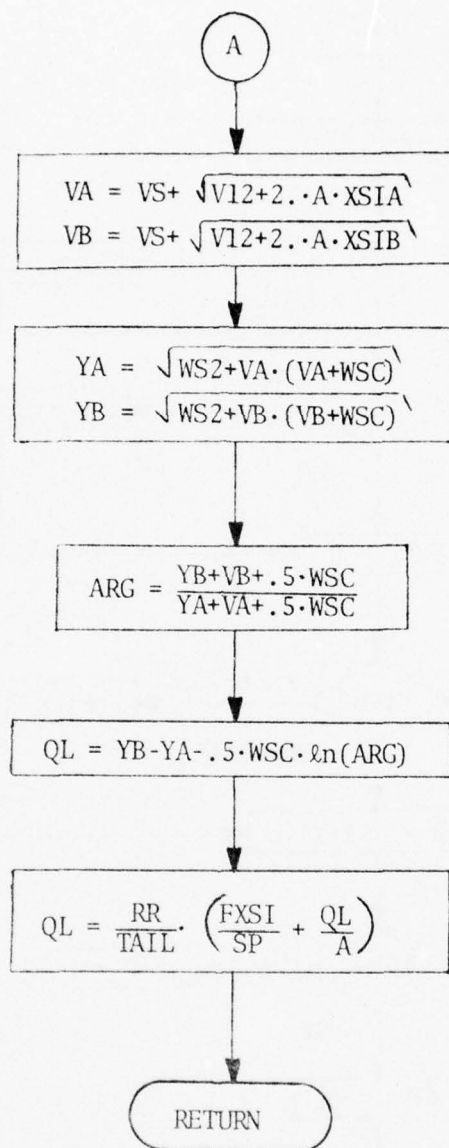 A
VA = VS+ √V12+2.·A·XSIA
VB = VS+ √V12+2.·A·XSIB
YA = √WS2+VA·(VA+WSC)
YB = √WS2+VB·(VB+WSC)
ARG = YB+VB+.5·WSC / YA+VA+.5·WSC
QL = YB-YA-.5·WSC·ℓn(ARG)
QL = RR/TAIL · (FXSI/SP + QL/A)
RETURN